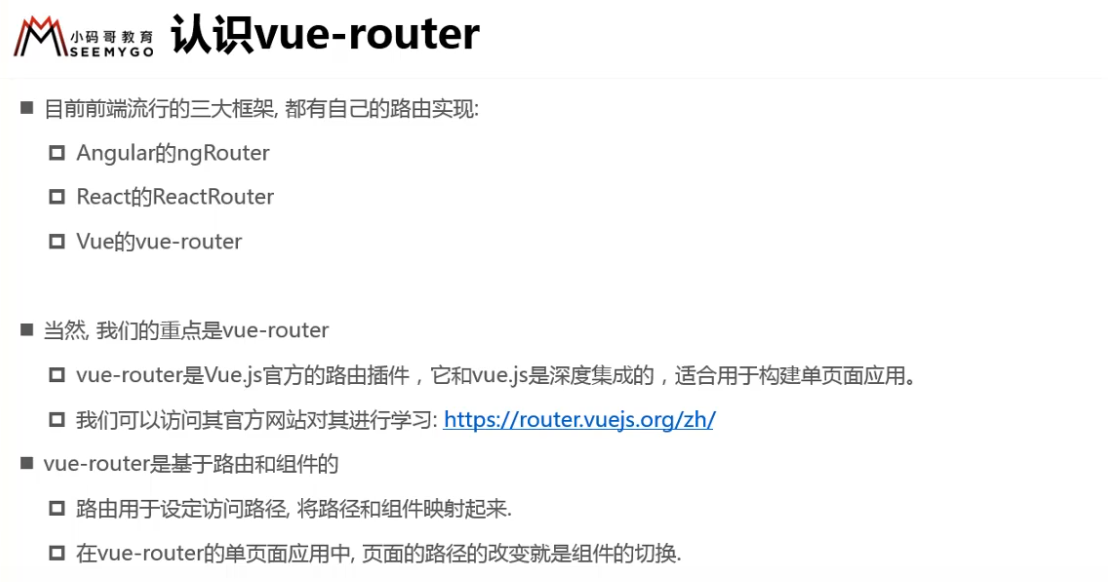 小码哥教育
SEEMYGO
认识vue-router
目前前端流行的三大框架, 都有自己的路由实现:
Angular的ngRouter
React的ReactRouter
Vue的vue-router
当然, 我们的重点是vue-router
vue-router是Vue.js官方的路由插件，它和vue.js是深度集成的，适合用于构建单页面应用。
我们可以访问其官方网站对其进行学习: https://router.vuejs.org/zh/
vue-router是基于路由和组件的
路由用于设定访问路径, 将路径和组件映射起来.
在vue-router的单页面应用中, 页面的路径的改变就是组件的切换.